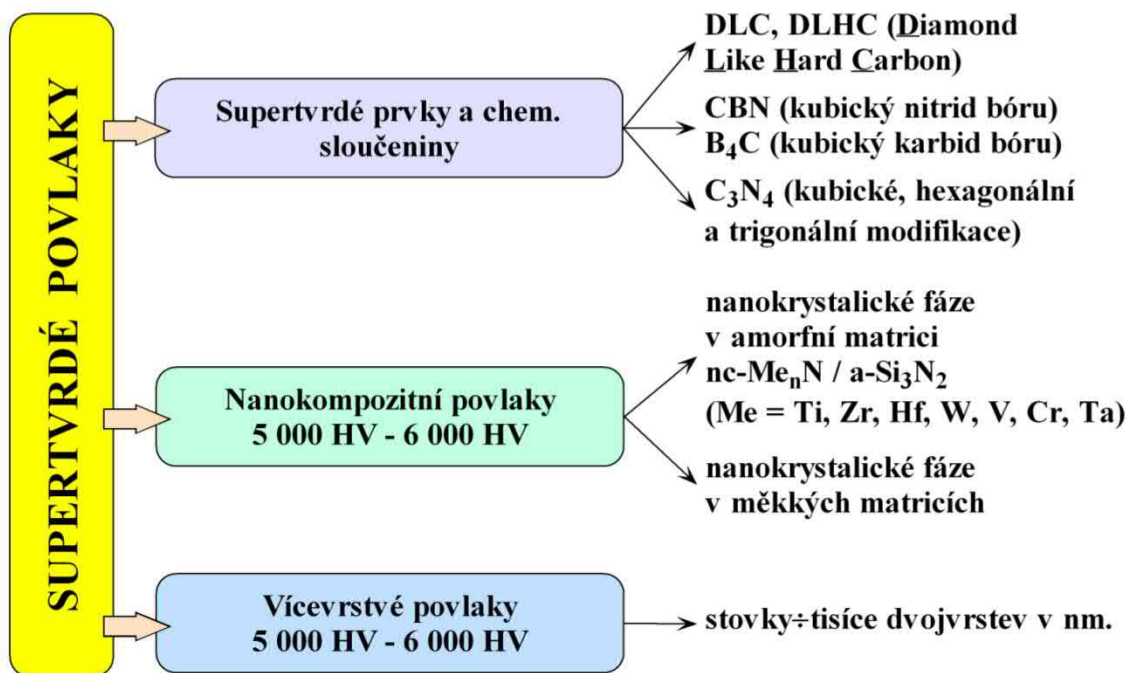 SUPERTVRDÉ POVLAKY
Supertvrdé prvky a chem.
sloučeniny
DLC, DLHC (Diamond
Like Hard Carbon)
CBN (kubický nitrid bóru)
B₄C (kubický karbid bóru)
C₃N₄ (kubické, hexagonální
a trigonální modifikace)
Nanokompozitní povlaky
5 000 HV - 6 000 HV
nanokrystalické fáze
v amorfní matrici
nc-MeₙN / a-Si₃N₂
(Me = Ti, Zr, Hf, W, V, Cr, Ta)
nanokrystalické fáze
v měkkých matricích
Vícevrstvé povlaky
5 000 HV - 6 000 HV
stovky÷tisíce dvojvrstev v nm.